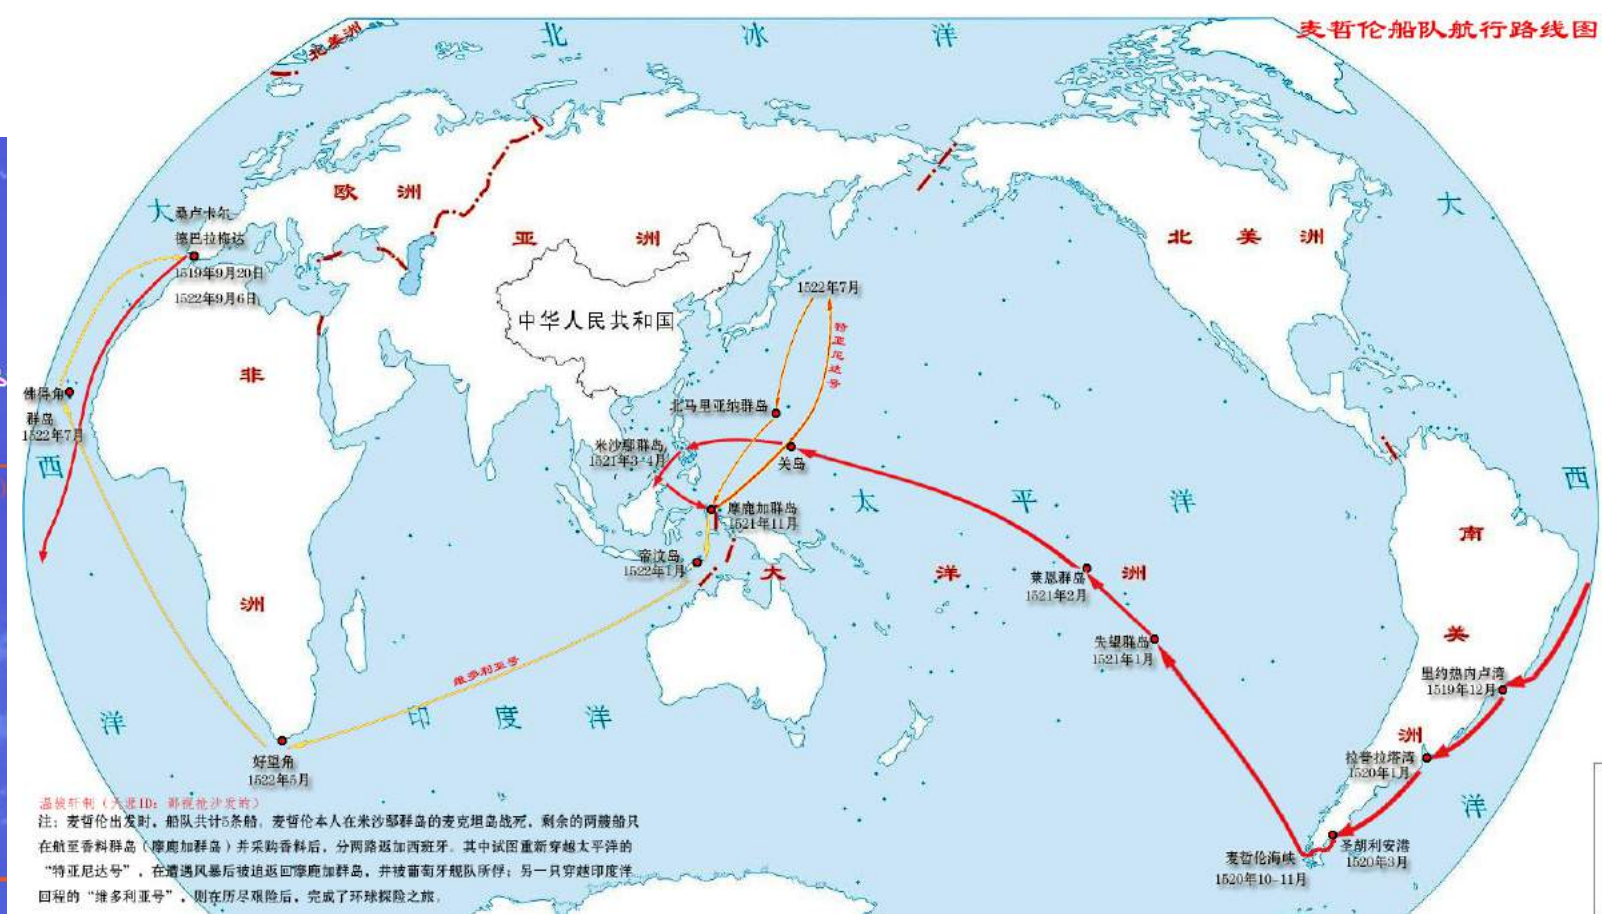 麦哲伦船队航行路线图
北美洲
北 冰 洋
欧 洲
大
桑卢卡尔
德巴拉梅达
1519年9月20日
1522年9月6日
亚 洲
北 美 洲
大
中华人民共和国
1522年7月
特亚尼达号
非
佛得角
群岛
1522年7月
西
北马里亚纳群岛
米沙鄢群岛
1521年3-4月
关岛
太 平 洋
西
摩鹿加群岛
1521年11月
南
帝汶岛
1522年1月
大 洋 洲
莱恩群岛
1521年2月
洲
失望群岛
1521年1月
美
维多利亚号
里约热内卢湾
1519年12月
洋
印 度 洋
洲
好望角
1522年5月
拉普拉塔湾
1520年1月
洋
圣胡利安港
1520年3月
麦哲伦海峡
1520年10-11月
注：麦哲伦出发时，船队共计5条船。麦哲伦本人在米沙鄢群岛的麦克坦岛战死，剩余的两艘船只
在航至香料群岛（摩鹿加群岛）并采购香料后，分两路返加西班牙。其中试图重新穿越太平洋的
“特亚尼达号”，在遭遇风暴后被迫返回摩鹿加群岛，并被葡萄牙舰队所俘；另一只穿越印度洋
回程的“维多利亚号”，则在历尽艰险后，完成了环球探险之旅。